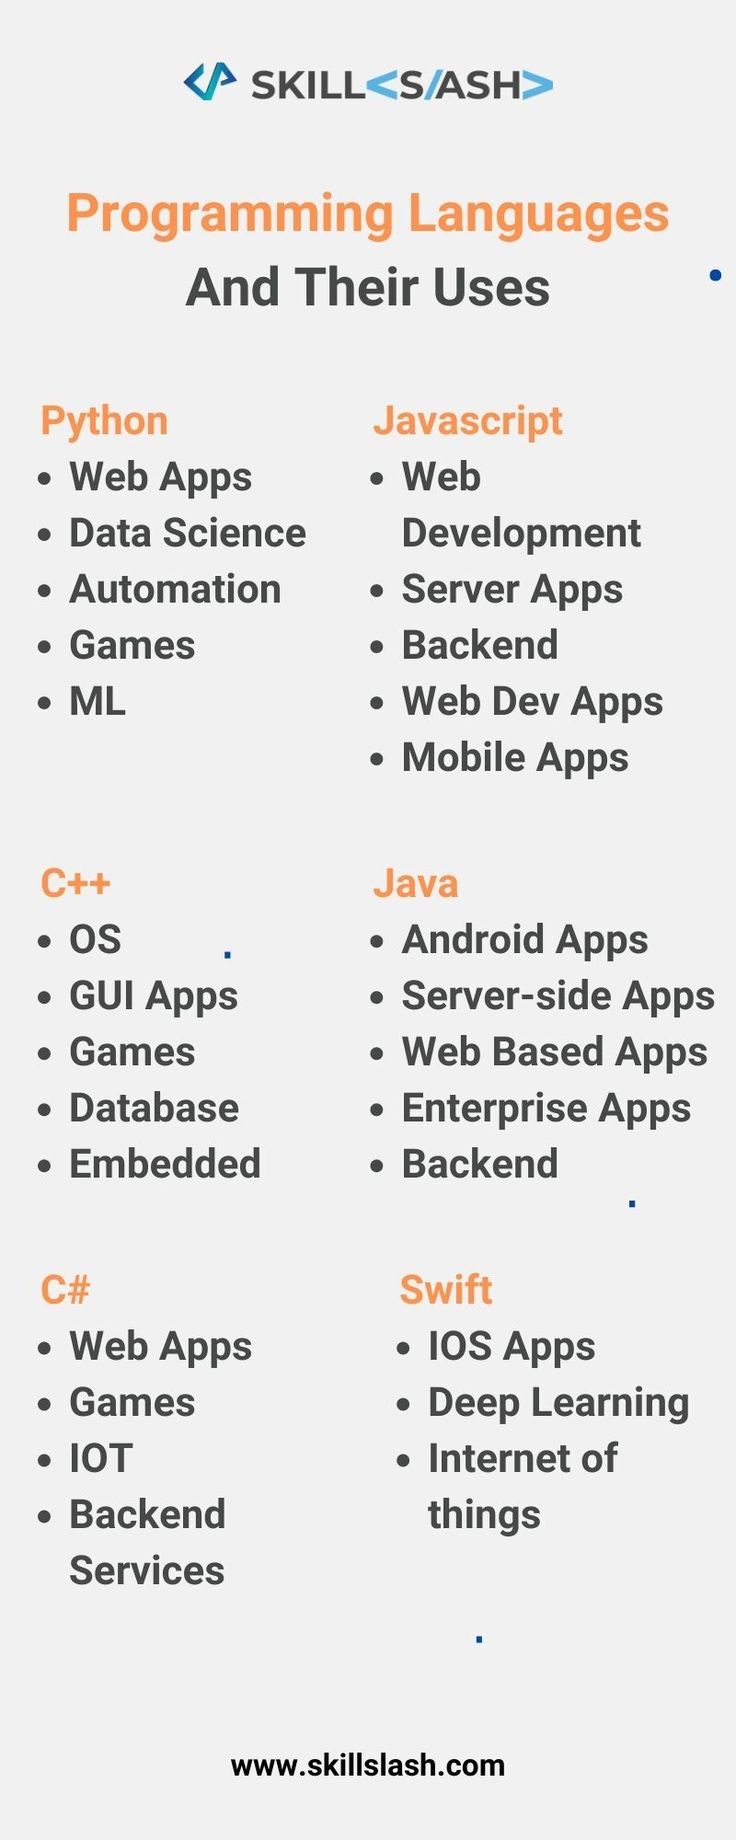 SKILL<S/ASH>
Programming Languages
And Their Uses
Python
• Web Apps
• Data Science
• Automation
• Games
• ML
Javascript
• Web
Development
• Server Apps
• Backend
• Web Dev Apps
• Mobile Apps
C++
• OS
• GUI Apps
• Games
• Database
• Embedded
Java
• Android Apps
• Server-side Apps
• Web Based Apps
• Enterprise Apps
• Backend
C#
• Web Apps
• Games
• IOT
• Backend
Services
Swift
• IOS Apps
• Deep Learning
• Internet of
things
www.skillslash.com